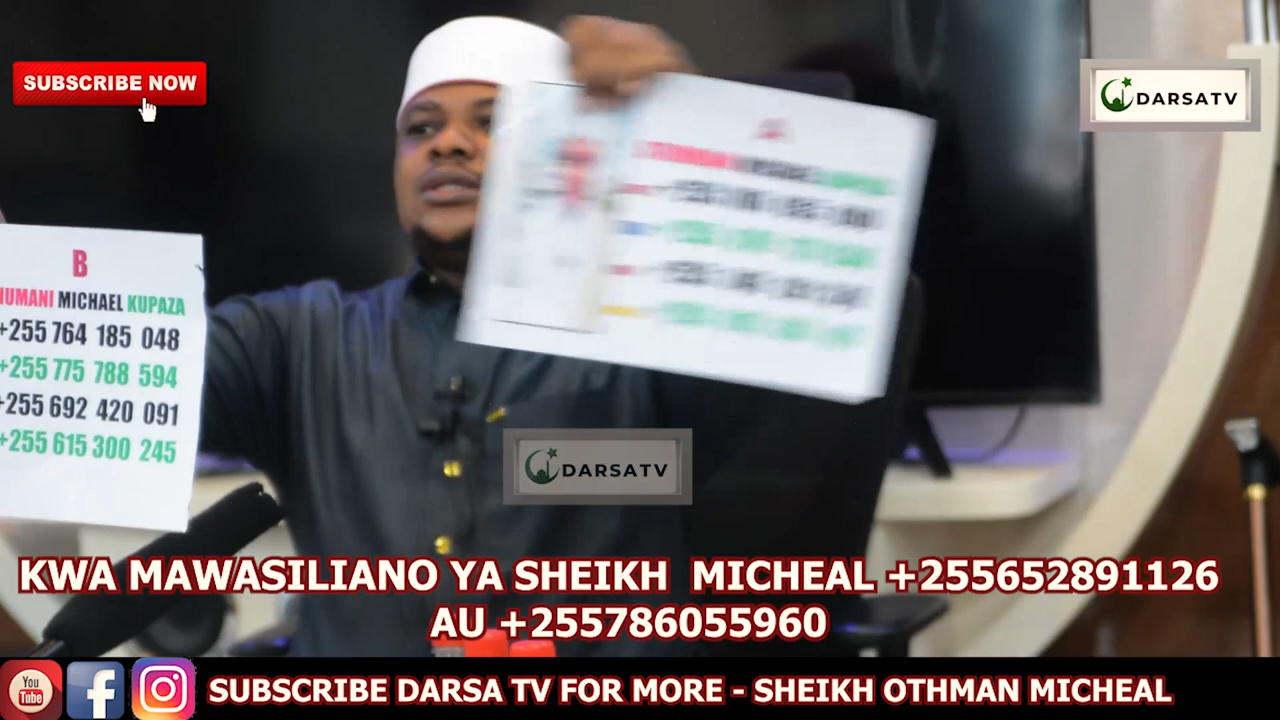 SUBSCRIBE NOW
DARSATV
B
HUMANI MICHAEL KUPAZA
+255 764 185 048
+255 775 788 594
+255 692 420 091
+255 615 300 245
DARSATV
KWA MAWASILIANO YA SHEIKH MICHEAL +255652891126
AU +255786055960
You
Tube
SUBSCRIBE DARSA TV FOR MORE - SHEIKH OTHMAN MICHEAL